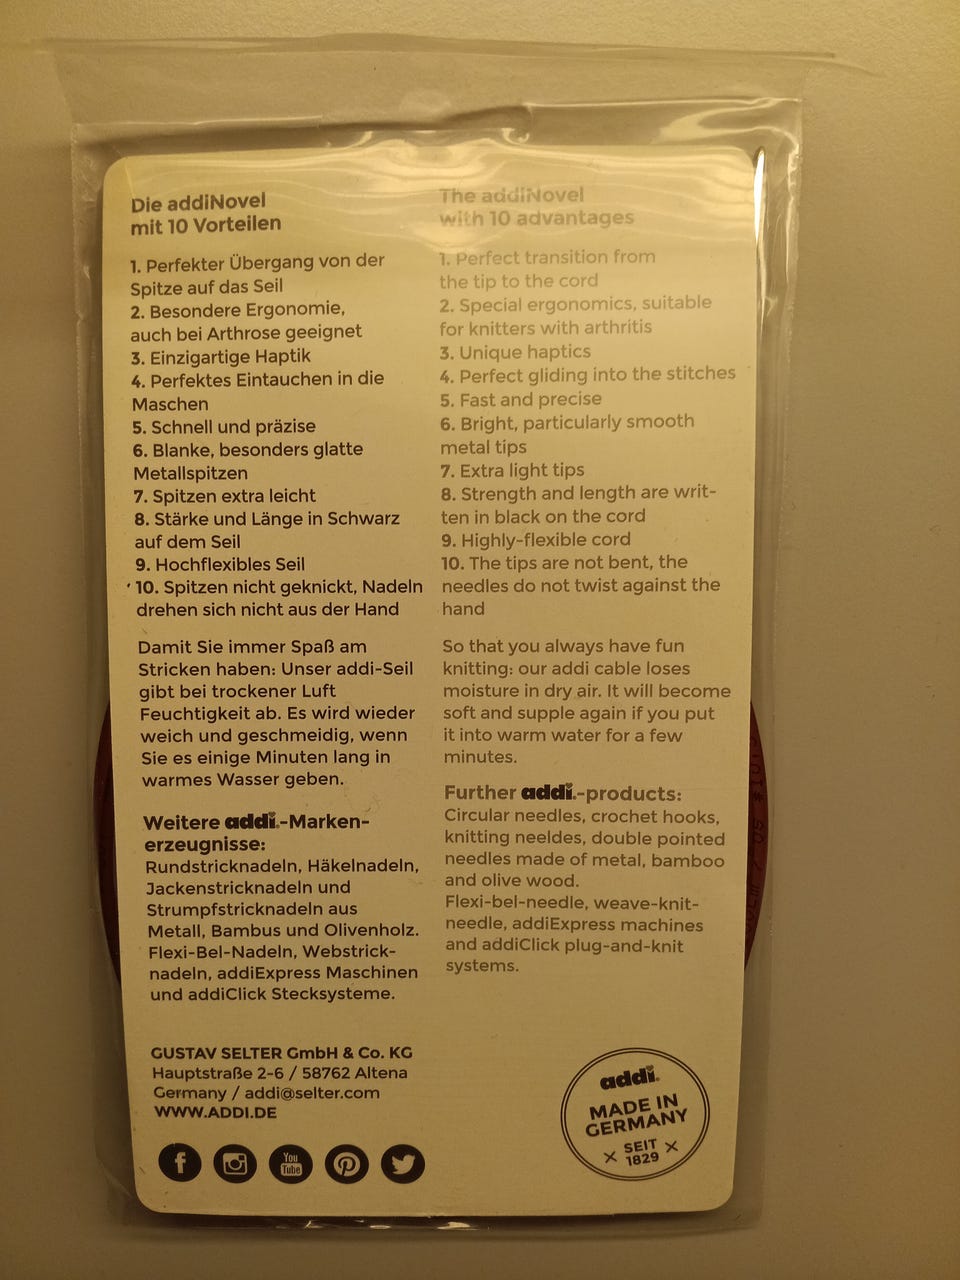 Die addiNovel
mit 10 Vorteilen
1. Perfekter Übergang von der
Spitze auf das Seil
2. Besondere Ergonomie,
auch bei Arthrose geeignet
3. Einzigartige Haptik
4. Perfektes Eintauchen in die
Maschen
5. Schnell und präzise
6. Blanke, besonders glatte
Metallspitzen
7. Spitzen extra leicht
8. Stärke und Länge in Schwarz
auf dem Seil
9. Hochflexibles Seil
10. Spitzen nicht geknickt, Nadeln
drehen sich nicht aus der Hand
Damit Sie immer Spaß am
Stricken haben: Unser addi-Seil
gibt bei trockener Luft
Feuchtigkeit ab. Es wird wieder
weich und geschmeidig, wenn
Sie es einige Minuten lang in
warmes Wasser geben.
Weitere addi.-Marken-
erzeugnisse:
Rundstricknadeln, Häkelnadeln,
Jackenstricknadeln und
Strumpfstricknadeln aus
Metall, Bambus und Olivenholz.
Flexi-Bel-Nadeln, Webstrick-
nadeln, addiExpress Maschinen
und addiClick Stecksysteme.
The addiNovel
with 10 advantages
1. Perfect transition from
the tip to the cord
2. Special ergonomics, suitable
for knitters with arthritis
3. Unique haptics
4. Perfect gliding into the stitches
5. Fast and precise
6. Bright, particularly smooth
metal tips
7. Extra light tips
8. Strength and length are writ-
ten in black on the cord
9. Highly-flexible cord
10. The tips are not bent, the
needles do not twist against the
hand
So that you always have fun
knitting: our addi cable loses
moisture in dry air. It will become
soft and supple again if you put
it into warm water for a few
minutes.
Further addi.-products:
Circular needles, crochet hooks,
knitting neeldes, double pointed
needles made of metal, bamboo
and olive wood.
Flexi-bel-needle, weave-knit-
needle, addiExpress machines
and addiClick plug-and-knit
systems.
GUSTAV SELTER GmbH & Co. KG
Hauptstraße 2-6 / 58762 Altena
Germany / addi@selter.com
WWW.ADDI.DE
You
Tube
addi
MADE IN
GERMANY
SEIT
1829